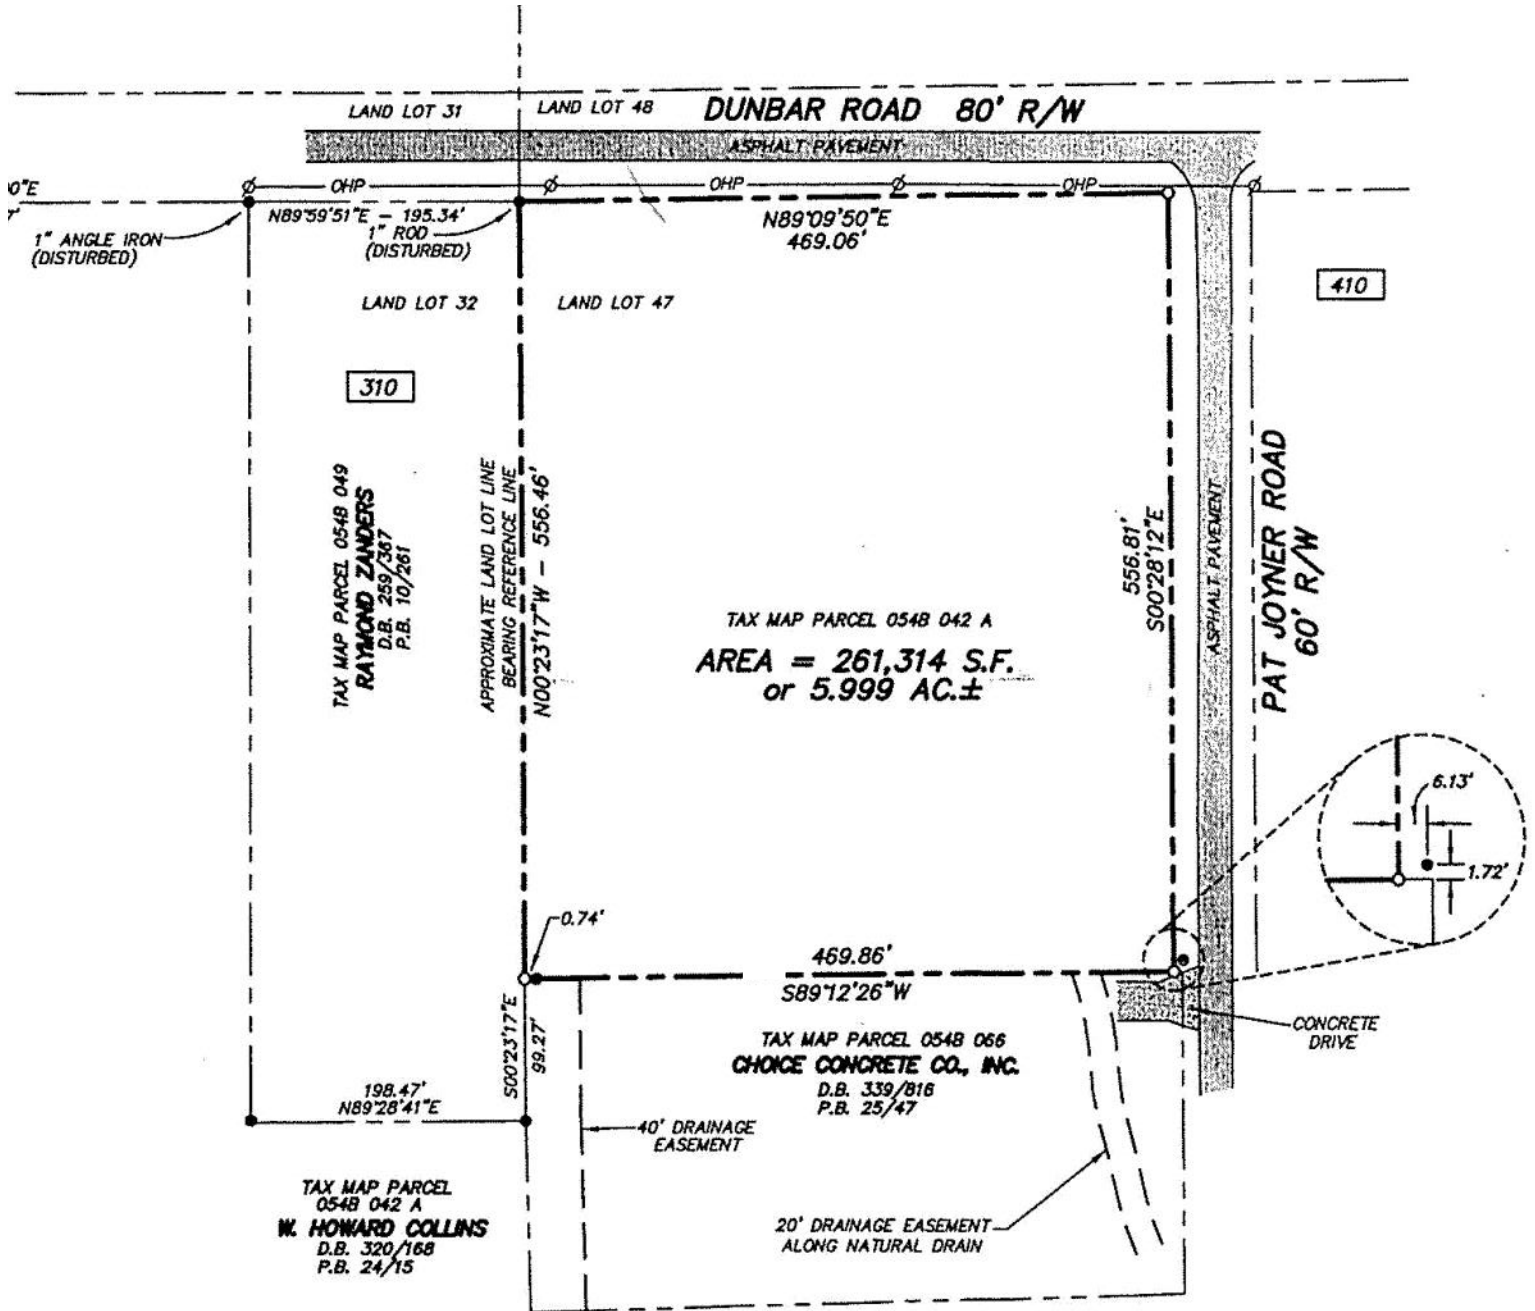 LAND LOT 31
LAND LOT 48
DUNBAR ROAD 80' R/W
ASPHALT PAVEMENT
0"E
OHP
OHP
OHP
N89°59'51"E - 195.34'
1" ANGLE IRON
(DISTURBED)
1" ROD
(DISTURBED)
N89°09'50"E
469.06'
LAND LOT 32
LAND LOT 47
410
310
TAX MAP PARCEL 054B 049
RAYMOND ZANDERS
D.B. 259/367
P.B. 10/261
APPROXIMATE LAND LOT LINE
BEARING REFERENCE LINE
N00°23'17"W - 556.46'
556.81'
S00°28'12"E
ASPHALT PAVEMENT
PAT JOYNER ROAD
60' R/W
TAX MAP PARCEL 054B 042 A
AREA = 261,314 S.F.
or 5.999 AC.±
6.13'
1.72'
0.74'
469.86'
S89°12'26"W
S00°23'17"E
99.27'
TAX MAP PARCEL 054B 066
CHOICE CONCRETE CO., INC.
D.B. 339/816
P.B. 25/47
CONCRETE
DRIVE
198.47'
N89°28'41"E
40' DRAINAGE
EASEMENT
TAX MAP PARCEL
054B 042 A
W. HOWARD COLLINS
D.B. 320/168
P.B. 24/15
20' DRAINAGE EASEMENT
ALONG NATURAL DRAIN